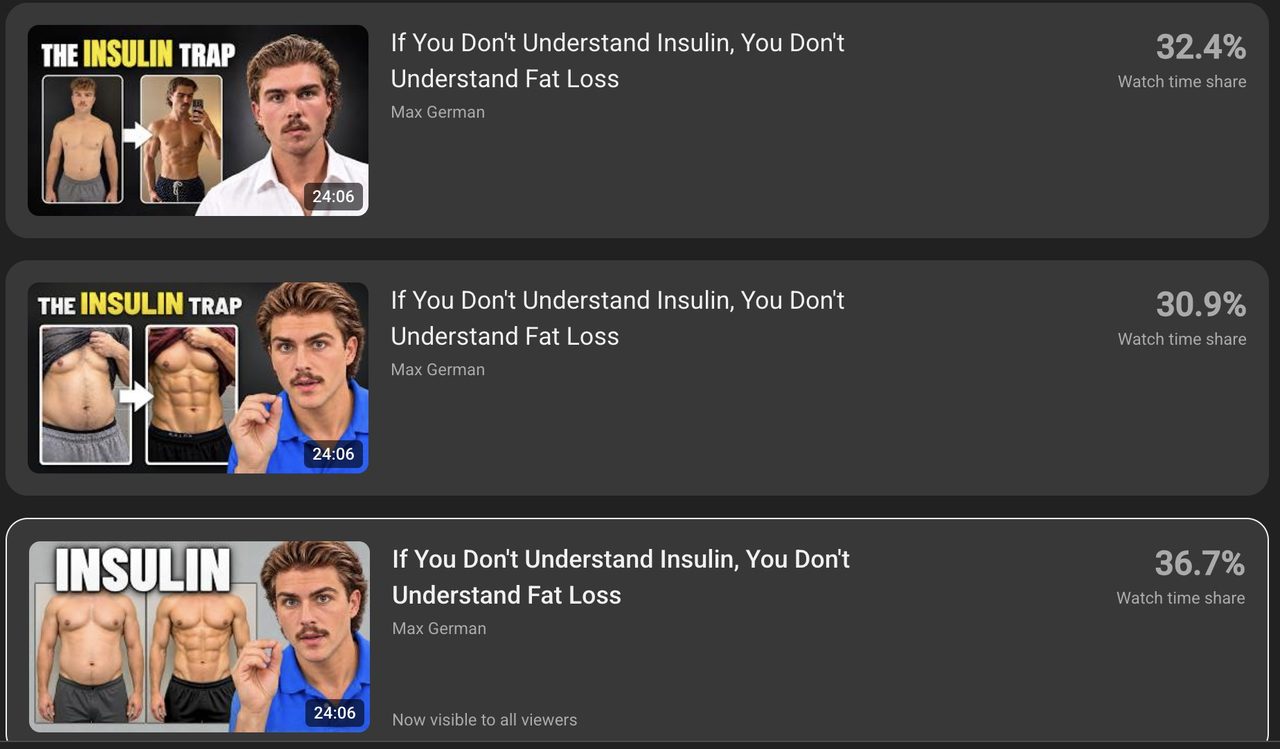 THE INSULIN TRAP
24:06
If You Don't Understand Insulin, You Don't
Understand Fat Loss
Max German
32.4%
Watch time share
THE INSULIN TRAP
24:06
If You Don't Understand Insulin, You Don't
Understand Fat Loss
Max German
30.9%
Watch time share
INSULIN
24:06
If You Don't Understand Insulin, You Don't
Understand Fat Loss
Max German
Now visible to all viewers
36.7%
Watch time share